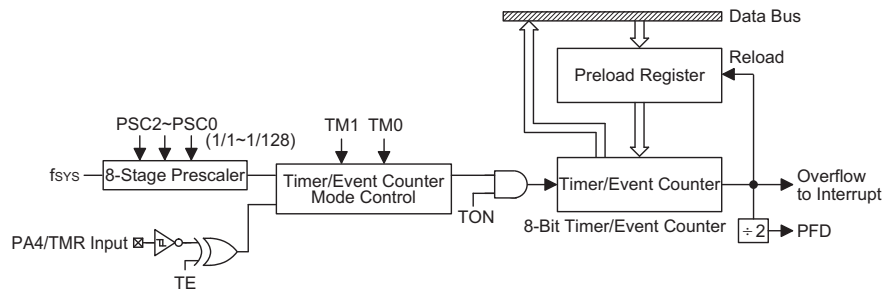 Data Bus
Preload Register
Reload
PSC2~PSC0
(1/1~1/128)
TM1 TM0
fSYS
8-Stage Prescaler
Timer/Event Counter
Mode Control
TON
Timer/Event Counter
8-Bit Timer/Event Counter
Overflow
to Interrupt
÷2
PFD
PA4/TMR Input
TE